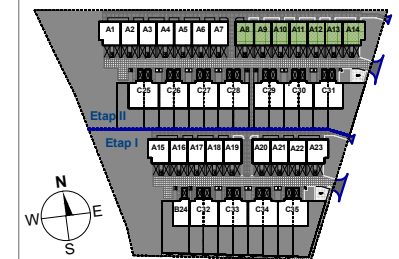 A1 A2 A3 A4 A5 A6 A7 A8 A9 A10 A11 A12 A13 A14
C25 C26 C27 C28 C29 C30 C31
Etap II
Etap I
A15 A16 A17 A18 A19 A20 A21 A22 A23
B24 C32 C33 C34 C35
N
W E
S